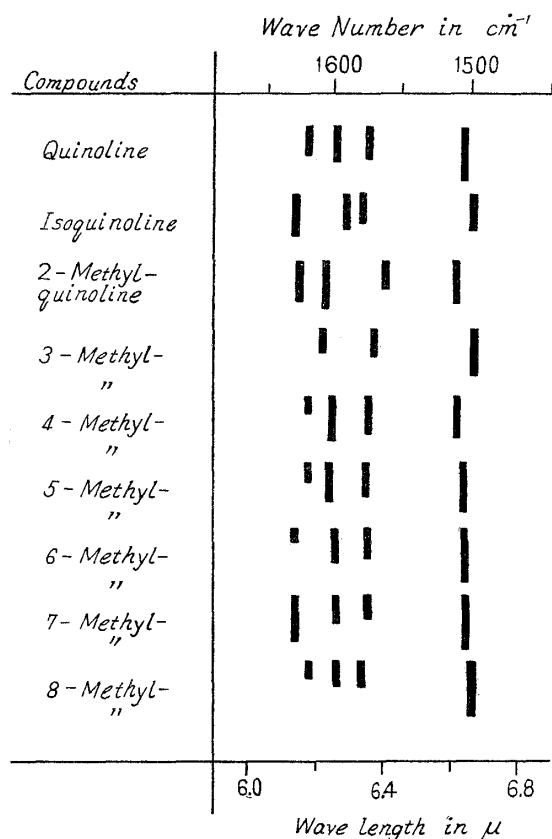 Wave Number in cm⁻¹
Compounds 1600 1500
Quinoline
Isoquinoline
2-Methyl-
quinoline
3-Methyl-
"
4-Methyl-
"
5-Methyl-
"
6-Methyl-
"
7-Methyl-
"
8-Methyl-
"
6.0 6.4 6.8
Wave length in μ